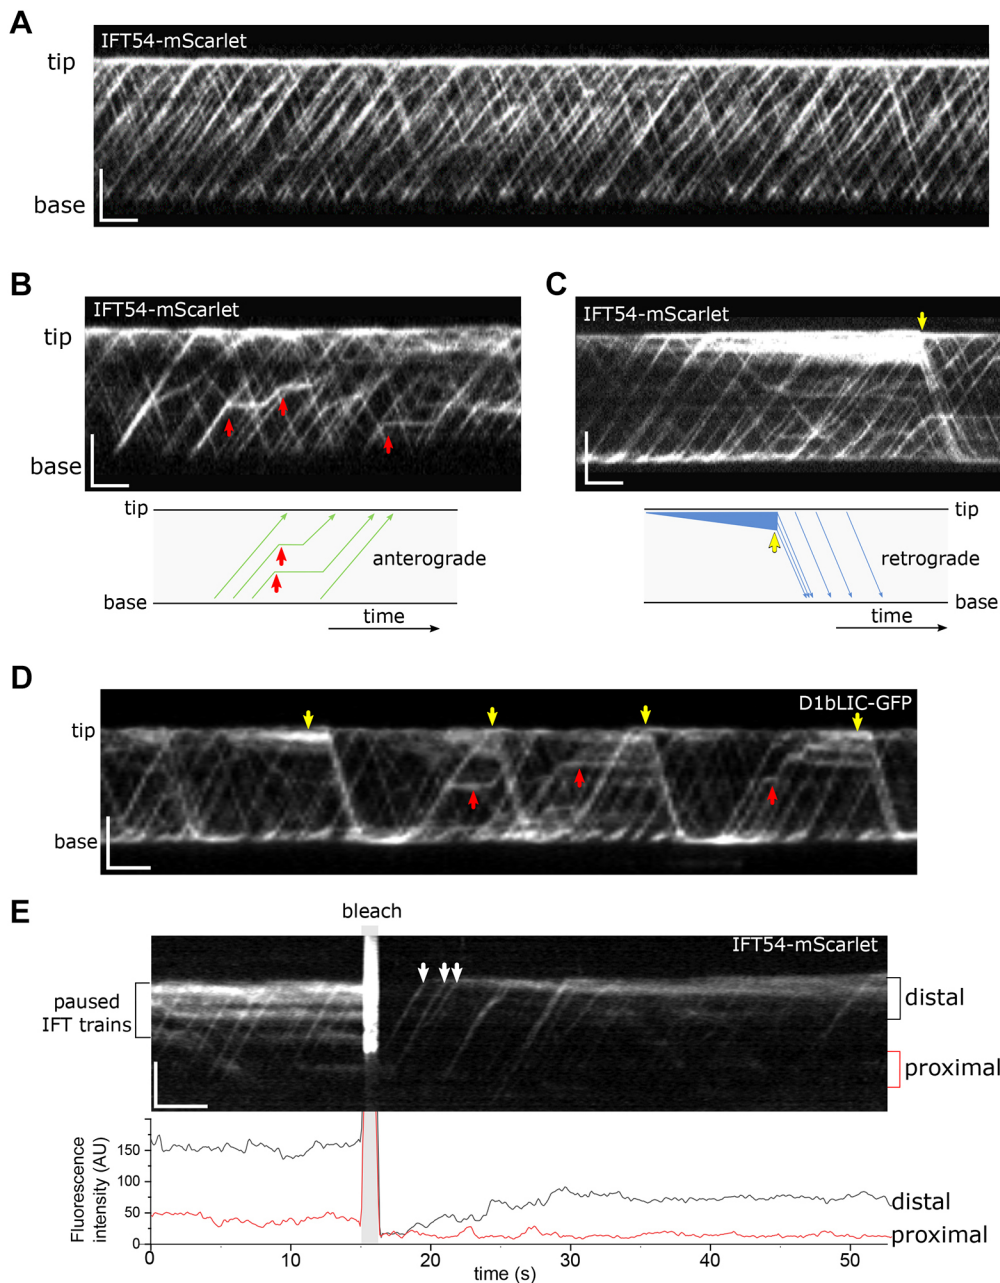 A
IFT54-mScarlet
tip
base
B
IFT54-mScarlet
tip
base
tip
anterograde
base
time
C
IFT54-mScarlet
tip
retrograde
base
time
D
D1bLIC-GFP
tip
base
E
bleach
IFT54-mScarlet
paused
IFT trains
distal
proximal
Fluorescence
intensity (AU)
150
100
50
0
distal
proximal
0 10 20 30 40 50
time (s)